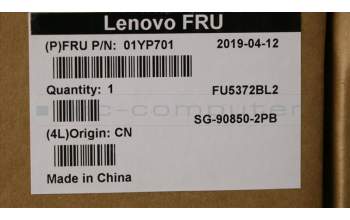 Lenovo FRU
(P)FRU P/N: 01YP701 2019-04-12
Quantity: 1 FU5372BL2
SG-90850-2PB
(4L)Origin: CN
Made in China